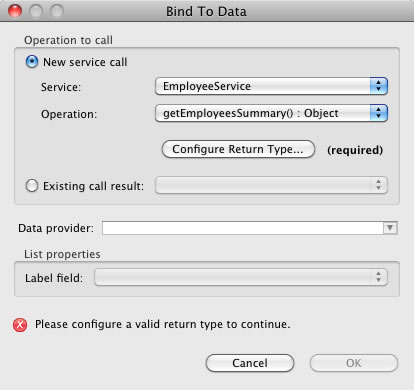 Bind To Data
Operation to call
New service call
Service: EmployeeService
Operation: getEmployeesSummary() : Object
Configure Return Type... (required)
Existing call result:
Data provider:
List properties
Label field:
Please configure a valid return type to continue.
Cancel OK